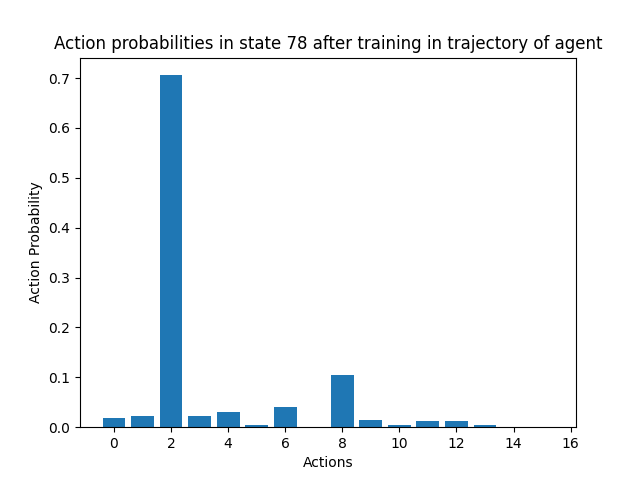 Action probabilities in state 78 after training in trajectory of agent
Action Probability
0.7
0.6
0.5
0.4
0.3
0.2
0.1
0.0
0 2 4 6 8 10 12 14 16
Actions